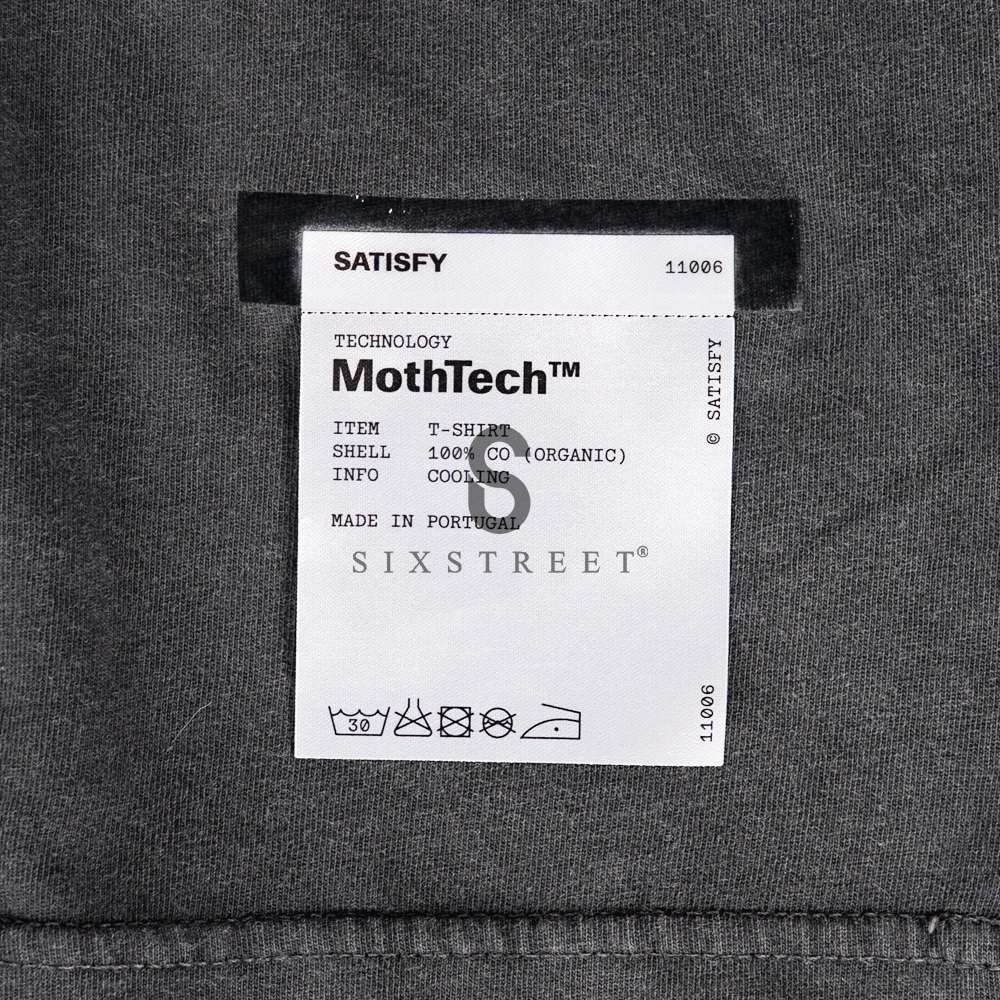 SATISFY 11006
TECHNOLOGY
MothTech™
ITEM T-SHIRT
SHELL 100% CO (ORGANIC)
INFO COOLING
MADE IN PORTUGAL
SIXSTREET®
30
© SATISFY
11006